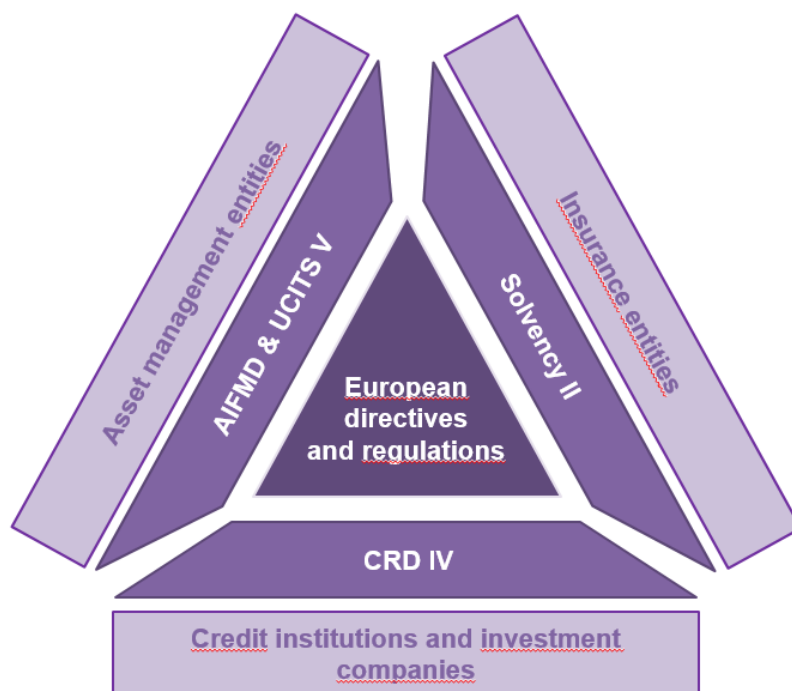 Asset management entities
AIFMD & UCITS V
Insurance entities
Solvency II
European
directives
and regulations
CRD IV
Credit institutions and investment
companies